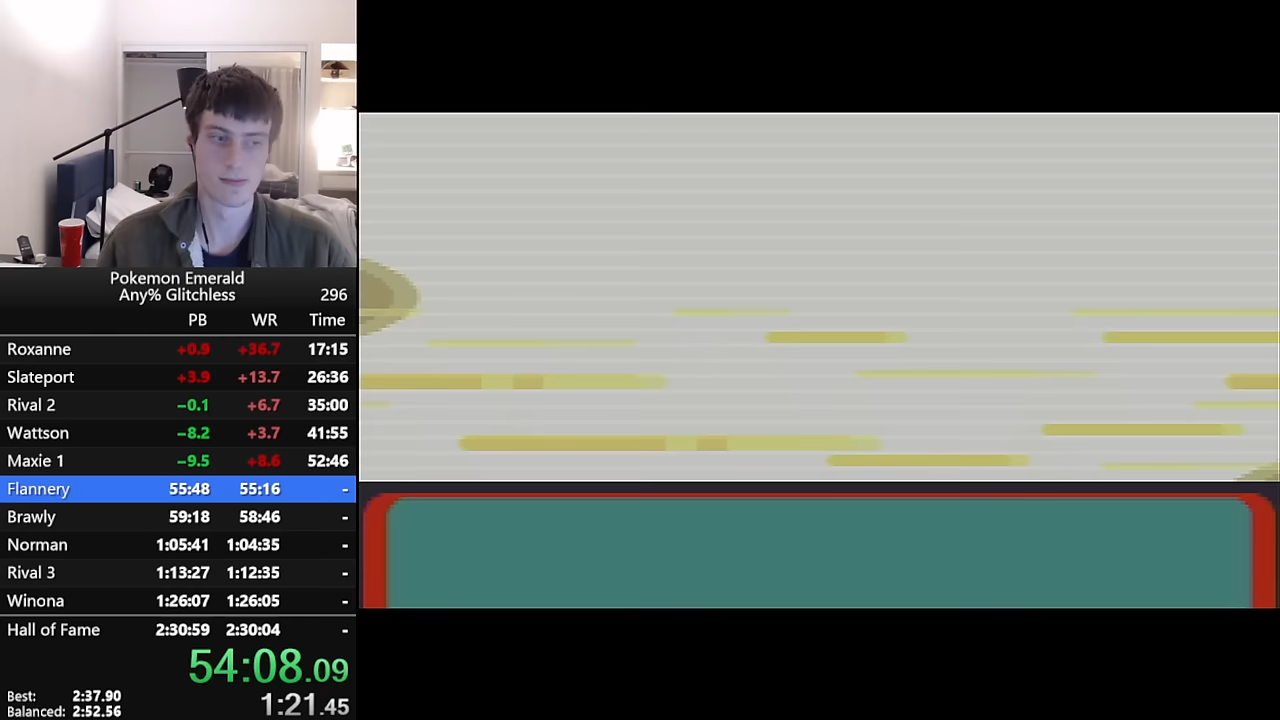 Pokemon Emerald
Any% Glitchless 296
PB WR Time
Roxanne +0.9 +36.7 17:15
Slateport +3.9 +13.7 26:36
Rival 2 −0.1 +6.7 35:00
Wattson −8.2 +3.7 41:55
Maxie 1 −9.5 +8.6 52:46
Flannery 55:48 55:16 -
Brawly 59:18 58:46 -
Norman 1:05:41 1:04:35 -
Rival 3 1:13:27 1:12:35 -
Winona 1:26:07 1:26:05 -
Hall of Fame 2:30:59 2:30:04 -
54:08.09
Best: 2:37.90
Balanced: 2:52.56
1:21.45